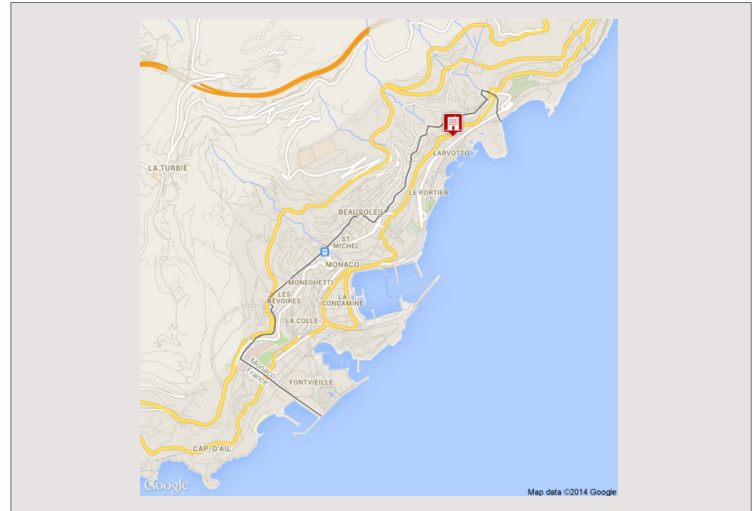 LARVOTTO
LA TURBIE
LE PORTIER
BEAUSOLEIL
ST
MICHEL
MONACO
MONEGHETTI
LES
RÉVOIRES
LA
CONDAMINE
LA COLLE
Monaco
France
FONTVIEILLE
CAP-D'AIL
Google
Map data ©2014 Google